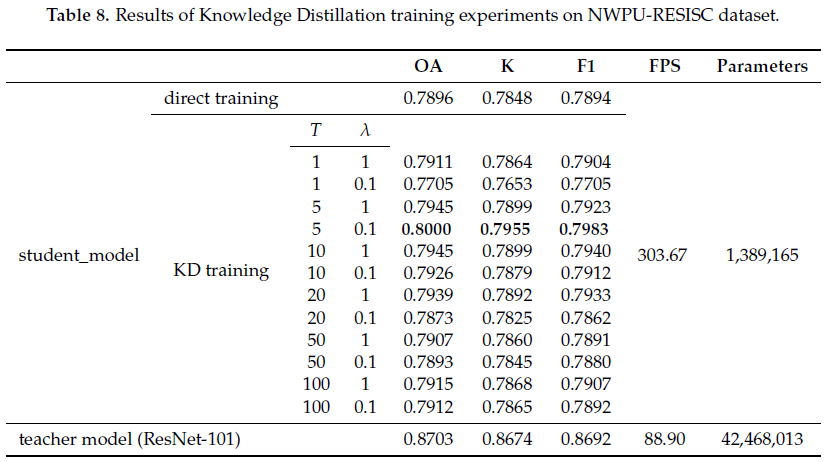 Table 8. Results of Knowledge Distillation training experiments on NWPU-RESISC dataset.
OA K F1 FPS Parameters
direct training 0.7896 0.7848 0.7894
T λ
1 1 0.7911 0.7864 0.7904
1 0.1 0.7705 0.7653 0.7705
5 1 0.7945 0.7899 0.7923
5 0.1 0.8000 0.7955 0.7983
student_model KD training 10 1 0.7945 0.7899 0.7940 303.67 1,389,165
10 0.1 0.7926 0.7879 0.7912
20 1 0.7939 0.7892 0.7933
20 0.1 0.7873 0.7825 0.7862
50 1 0.7907 0.7860 0.7891
50 0.1 0.7893 0.7845 0.7880
100 1 0.7915 0.7868 0.7907
100 0.1 0.7912 0.7865 0.7892
teacher model (ResNet-101) 0.8703 0.8674 0.8692 88.90 42,468,013